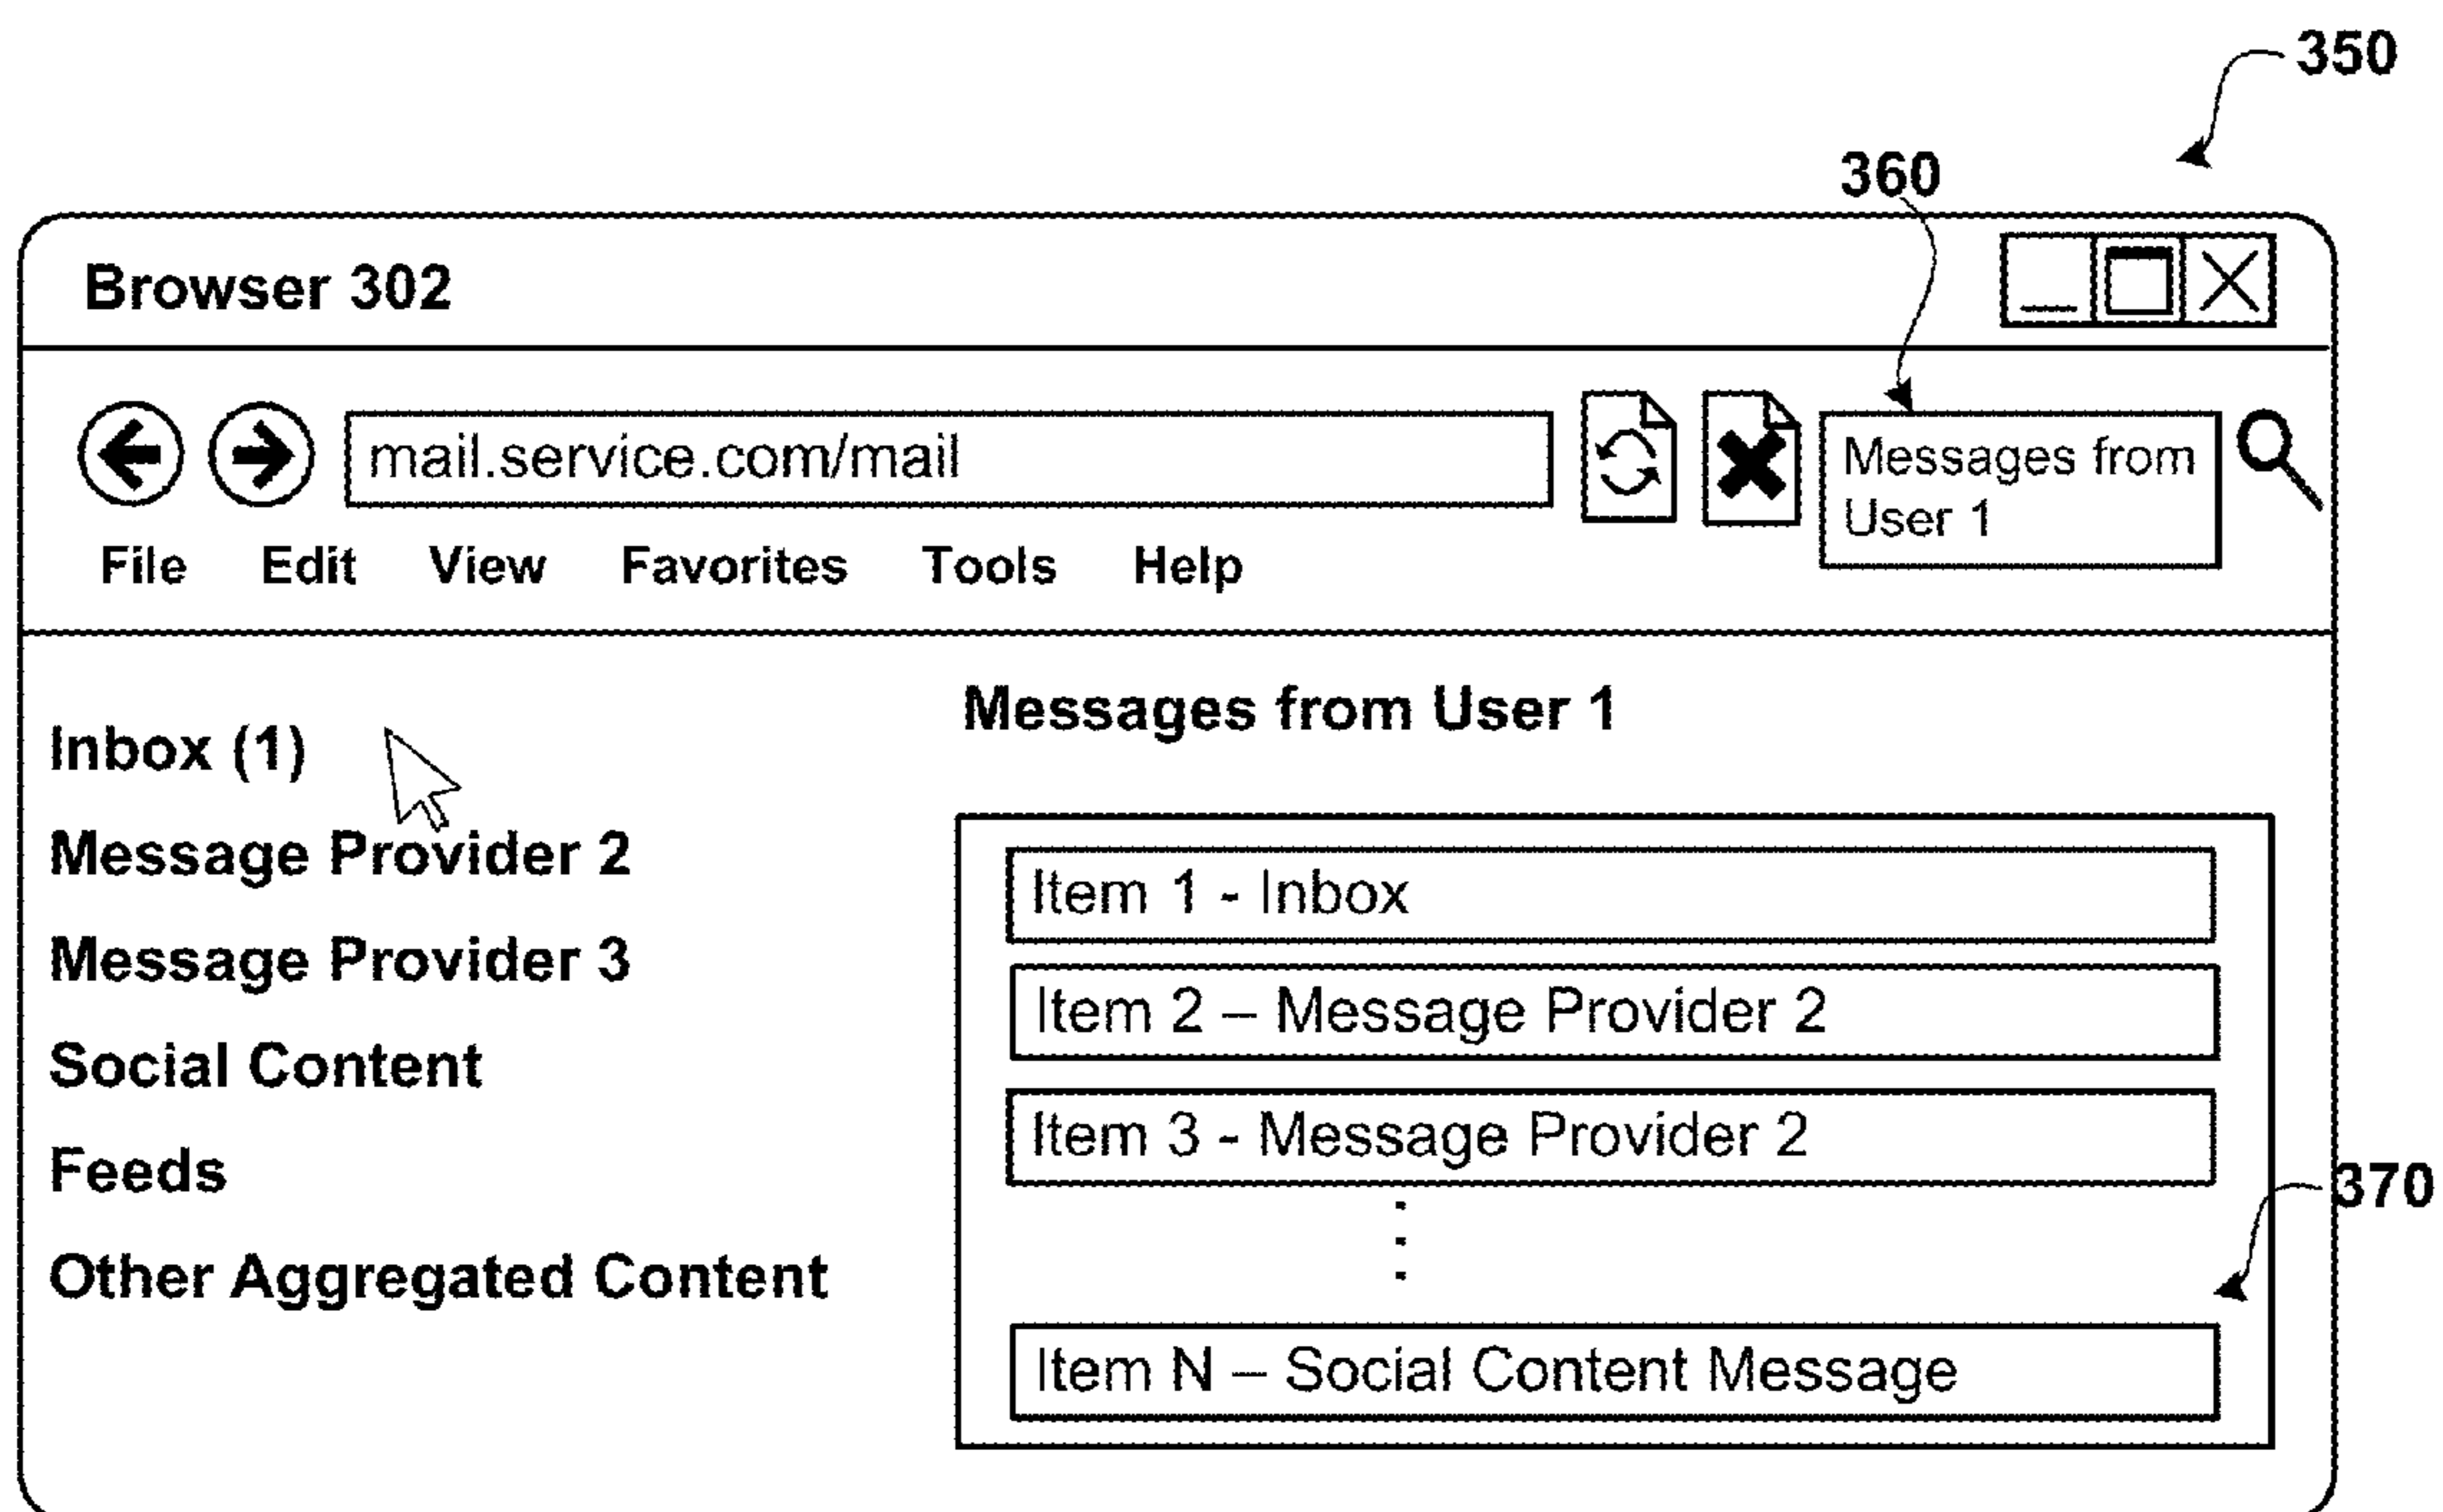 350
360
Browser 302
mail.service.com/mail
Messages from
User 1
File Edit View Favorites Tools Help
Inbox (1)
Message Provider 2
Message Provider 3
Social Content
Feeds
Other Aggregated Content
Messages from User 1
Item 1 - Inbox
Item 2 – Message Provider 2
Item 3 - Message Provider 2
370
Item N – Social Content Message